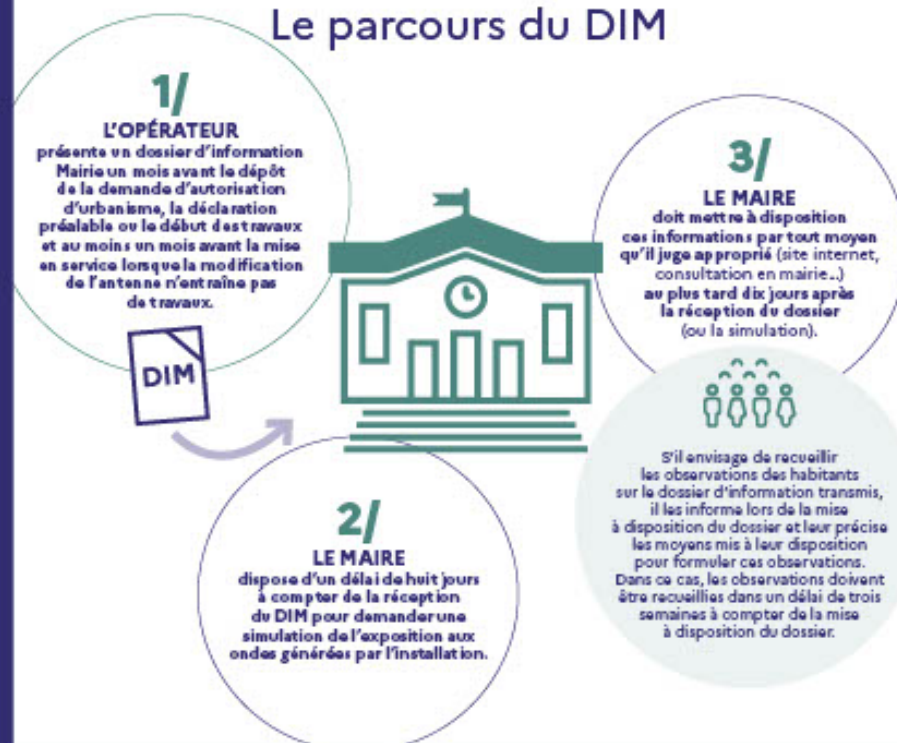 Le parcours du DIM
1/
L'OPÉRATEUR
présente un dossier d'information
Mairie un mois avant le dépôt
de la demande d'autorisation
d'urbanisme, la déclaration
préalable ou le début des travaux
et au moins un mois avant la mise
en service lorsque la modification
de l'antenne n'entraîne pas
de travaux.
DIM
2/
LE MAIRE
dispose d'un délai de huit jours
à compter de la réception
du DIM pour demander une
simulation de l'exposition aux
ondes générées par l'installation.
3/
LE MAIRE
doit mettre à disposition
ces informations par tout moyen
qu'il juge approprié (site internet,
consultation en mairie…)
au plus tard dix jours après
la réception du dossier
(ou la simulation).
S'il envisage de recueillir
les observations des habitants
sur le dossier d'information transmis,
il les informe lors de la mise
à disposition du dossier et leur précise
les moyens mis à leur disposition
pour formuler ces observations.
Dans ce cas, les observations doivent
être recueillies dans un délai de trois
semaines à compter de la mise
à disposition du dossier.